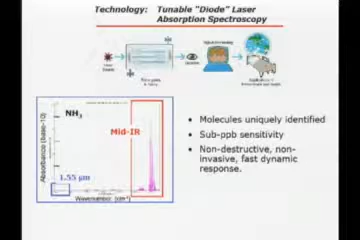 Technology: Tunable "Diode" Laser
Absorption Spectroscopy
NH3
Mid-IR
1.55 µm
Absorbance (base-10)
Wavenumber (cm-1)
• Molecules uniquely identified
• Sub-ppb sensitivity
• Non-destructive, non-
invasive, fast dynamic
response.